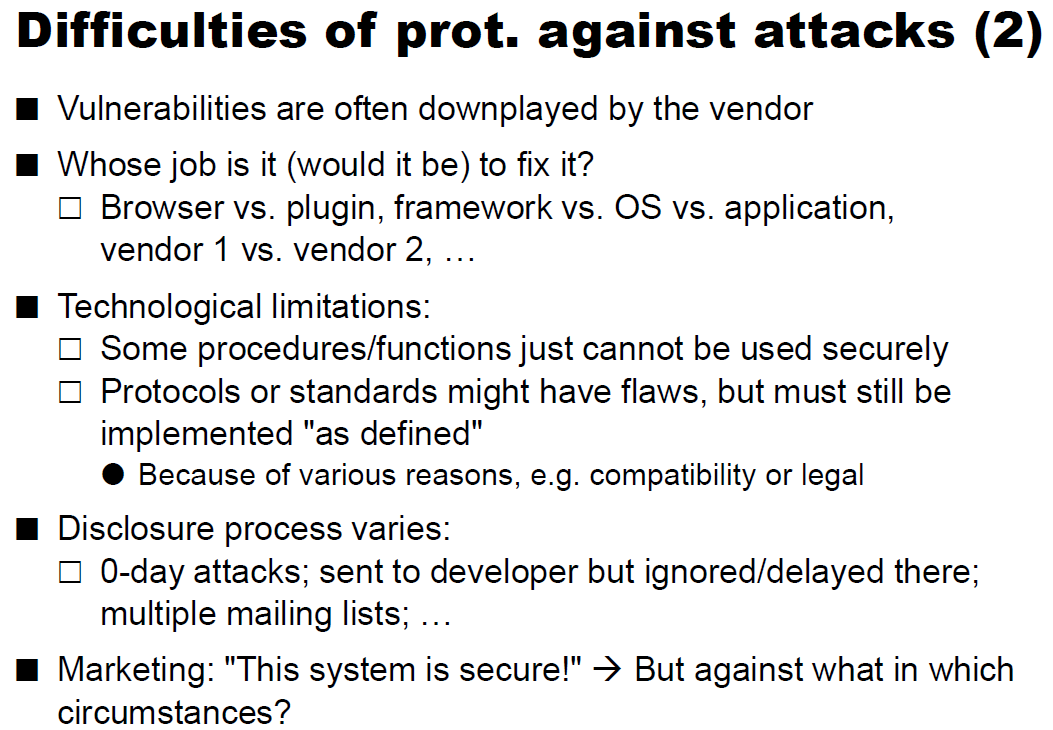 Difficulties of prot. against attacks (2)
■ Vulnerabilities are often downplayed by the vendor
■ Whose job is it (would it be) to fix it?
□ Browser vs. plugin, framework vs. OS vs. application,
vendor 1 vs. vendor 2, …
■ Technological limitations:
□ Some procedures/functions just cannot be used securely
□ Protocols or standards might have flaws, but must still be
implemented "as defined"
● Because of various reasons, e.g. compatibility or legal
■ Disclosure process varies:
□ 0-day attacks; sent to developer but ignored/delayed there;
multiple mailing lists; …
■ Marketing: "This system is secure!" → But against what in which
circumstances?